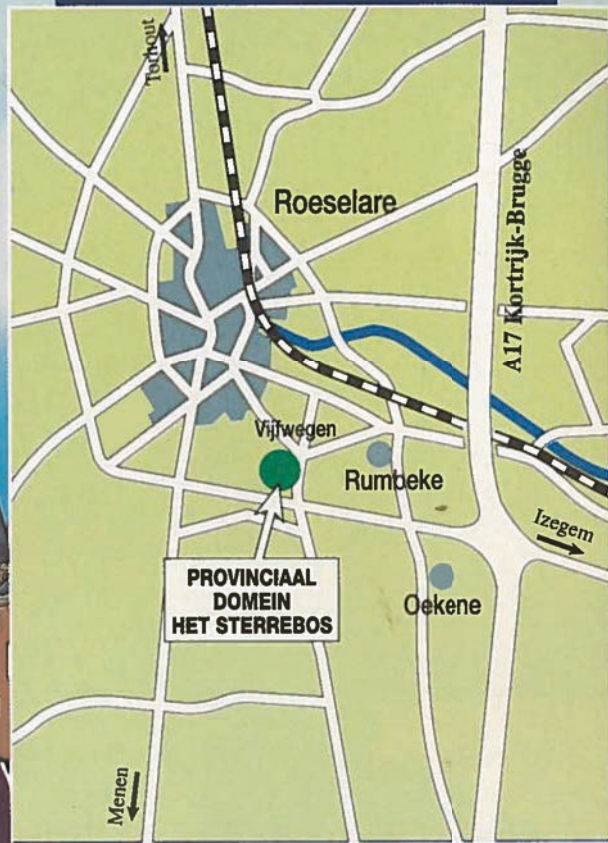 Torhout
Roeselare
A17 Kortrijk-Brugge
Vijfwegen
Rumbeke
Izegem
PROVINCIAAL
DOMEIN
HET STERREBOS
Oekene
Menen